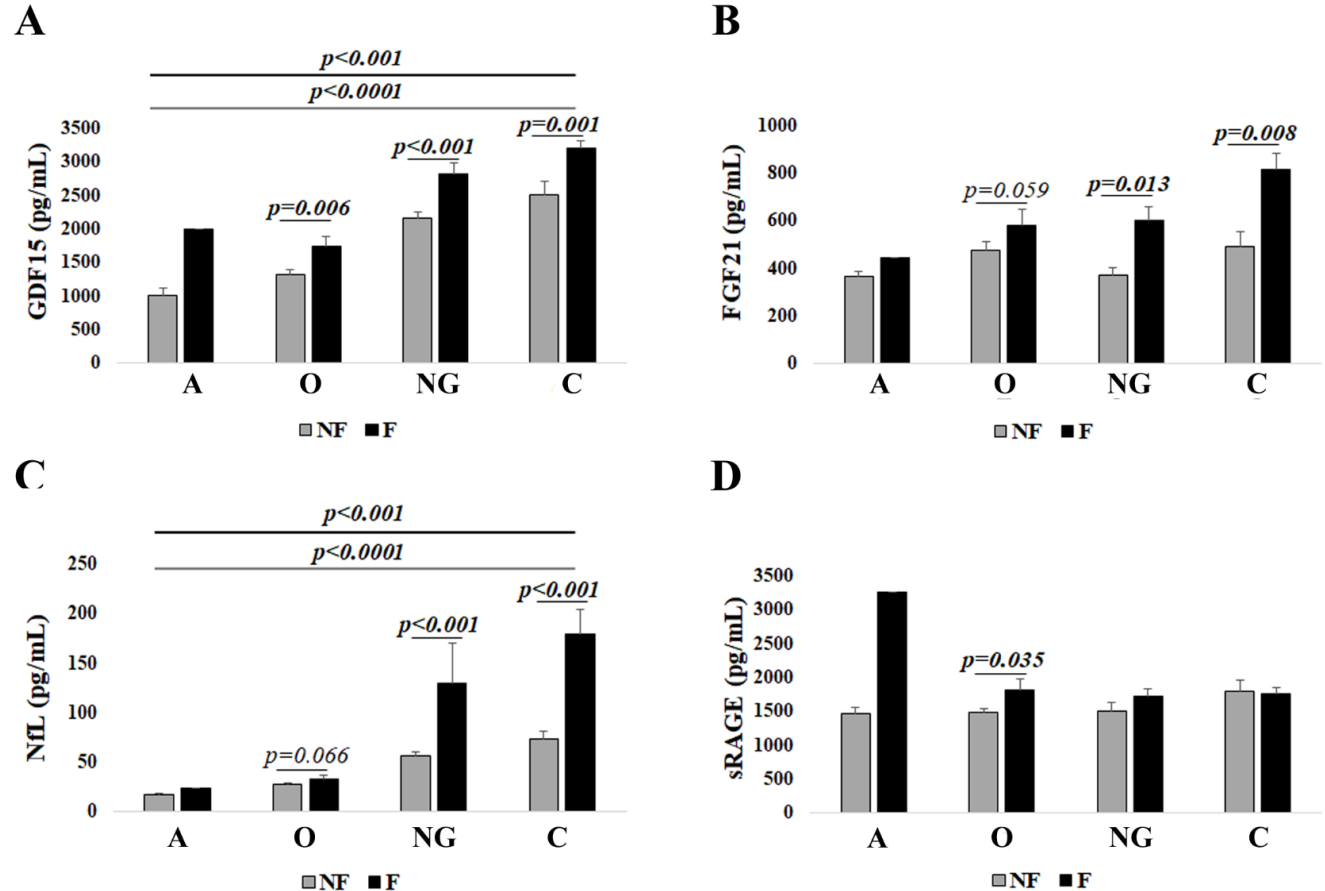 A
p<0.001
p<0.0001
GDF15 (pg/mL)
3500
3000
2500
2000
1500
1000
500
0
p=0.006
p<0.001
p=0.001
A O NG C
NF F
B
FGF21 (pg/mL)
1000
800
600
400
200
0
p=0.059
p=0.013
p=0.008
A O NG C
NF F
C
p<0.001
p<0.0001
NfL (pg/mL)
250
200
150
100
50
0
p=0.066
p<0.001
p<0.001
A O NG C
NF F
D
sRAGE (pg/mL)
3500
3000
2500
2000
1500
1000
500
0
p=0.035
A O NG C
NF F